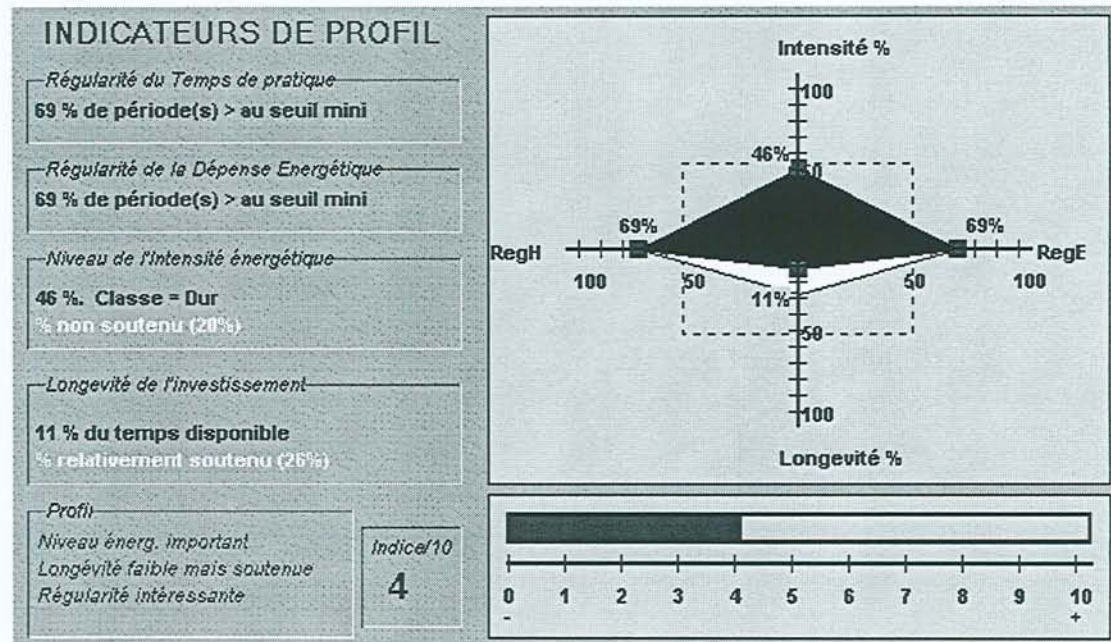 INDICATEURS DE PROFIL
Régularité du Temps de pratique
69 % de période(s) > au seuil mini
Régularité de la Dépense Energétique
69 % de période(s) > au seuil mini
Niveau de l'Intensité énergétique
46 %. Classe = Dur
% non soutenu (20%)
Longevité de l'investissement
11 % du temps disponible
% relativement soutenu (26%)
Profil
Niveau énerg. important
Longévité faible mais soutenue
Régularité intéressante
Indice/10
4
Intensité %
100
46%
50
69%
69%
RegH
RegE
100
50
50
100
11%
50
100
Longevité %
0 1 2 3 4 5 6 7 8 9 10
- +